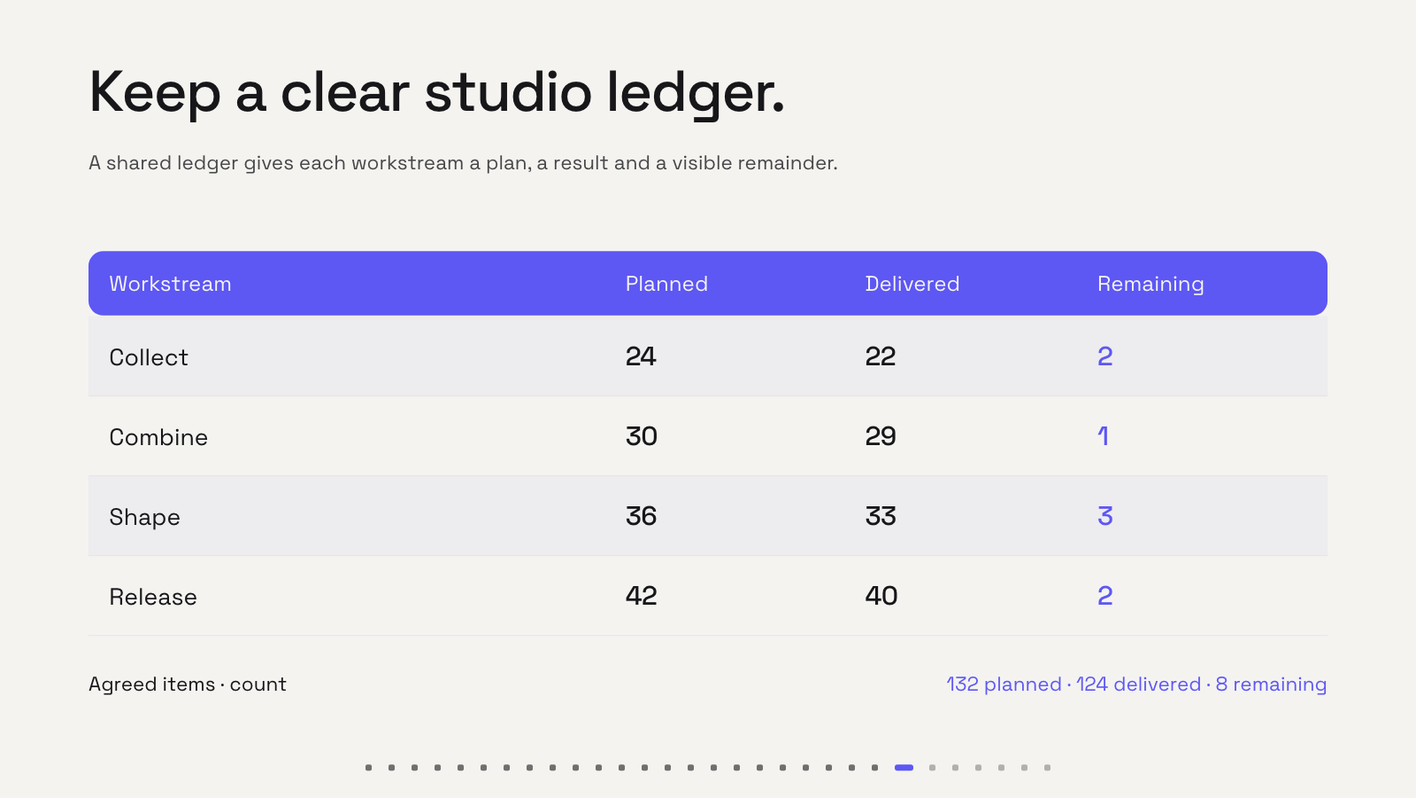 Keep a clear studio ledger.
A shared ledger gives each workstream a plan, a result and a visible remainder.
Workstream Planned Delivered Remaining
Collect 24 22 2
Combine 30 29 1
Shape 36 33 3
Release 42 40 2
Agreed items · count 132 planned · 124 delivered · 8 remaining